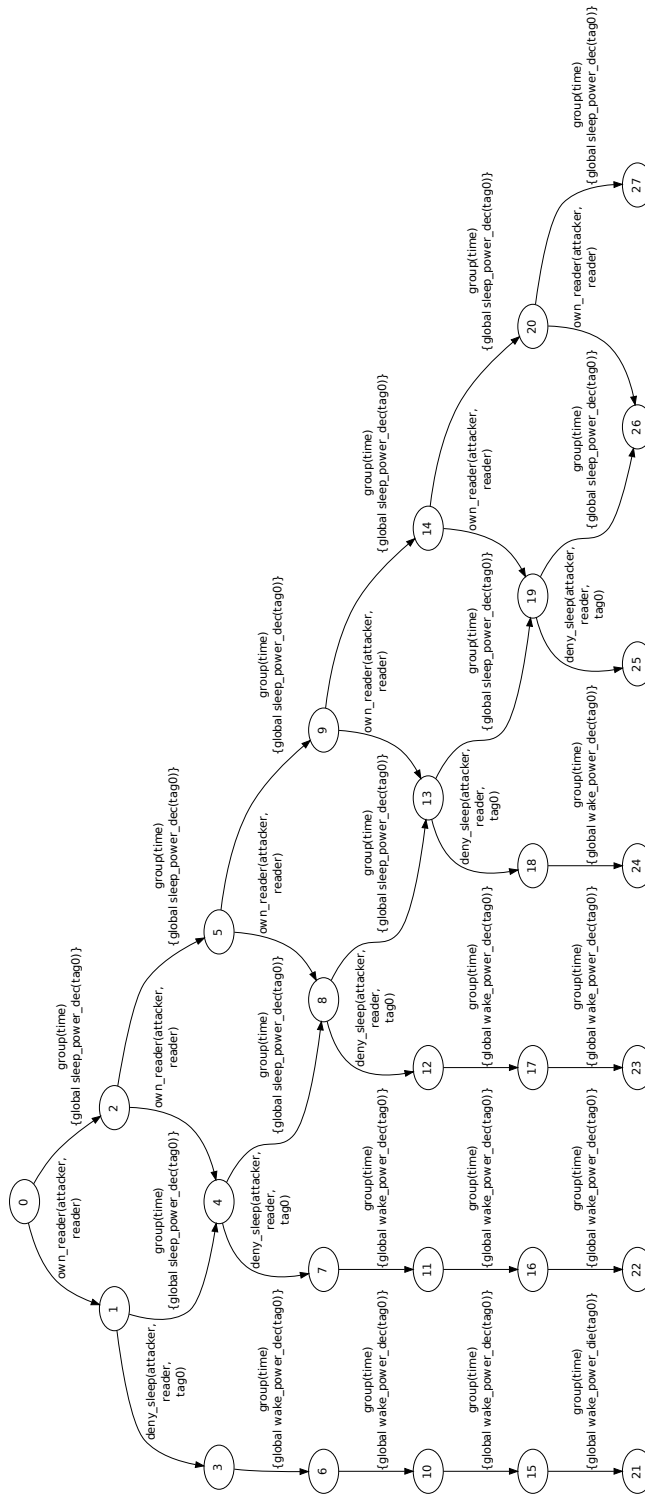 0
own_reader(attacker,
reader)
group(time)
{global sleep_power_dec(tag0)}
1
2
deny_sleep(attacker,
reader,
tag0)
group(time)
{global sleep_power_dec(tag0)}
own_reader(attacker,
reader)
group(time)
{global sleep_power_dec(tag0)}
3
4
5
group(time)
{global wake_power_dec(tag0)}
deny_sleep(attacker,
reader,
tag0)
group(time)
{global sleep_power_dec(tag0)}
own_reader(attacker,
reader)
group(time)
{global sleep_power_dec(tag0)}
6
7
8
9
group(time)
{global wake_power_dec(tag0)}
group(time)
{global wake_power_dec(tag0)}
deny_sleep(attacker,
reader,
tag0)
group(time)
{global sleep_power_dec(tag0)}
own_reader(attacker,
reader)
group(time)
{global sleep_power_dec(tag0)}
10
11
12
13
14
group(time)
{global wake_power_dec(tag0)}
group(time)
{global wake_power_dec(tag0)}
group(time)
{global wake_power_dec(tag0)}
deny_sleep(attacker,
reader,
tag0)
group(time)
{global sleep_power_dec(tag0)}
own_reader(attacker,
reader)
group(time)
{global sleep_power_dec(tag0)}
15
16
17
18
19
20
group(time)
{global wake_power_die(tag0)}
group(time)
{global wake_power_dec(tag0)}
group(time)
{global wake_power_dec(tag0)}
group(time)
{global wake_power_dec(tag0)}
deny_sleep(attacker,
reader,
tag0)
group(time)
{global sleep_power_dec(tag0)}
own_reader(attacker,
reader)
group(time)
{global sleep_power_dec(tag0)}
21
22
23
24
25
26
27